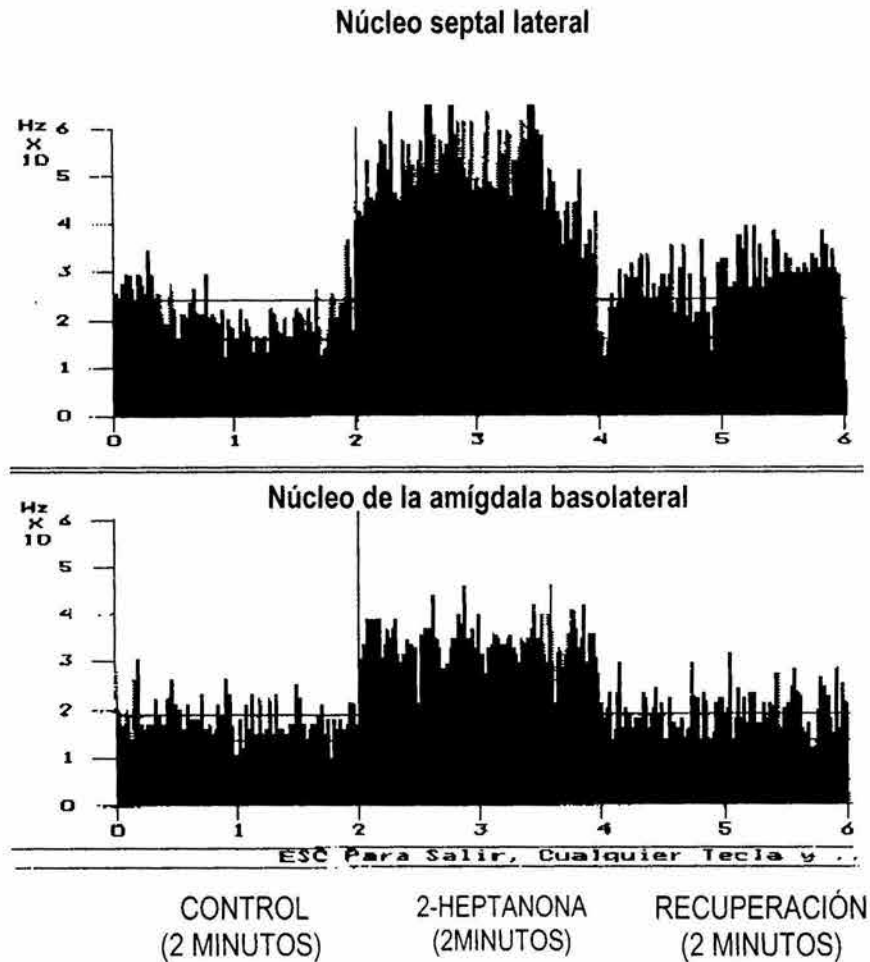 Núcleo septal lateral
Hz
X
10
6
5
4
3
2
1
0
0 1 2 3 4 5 6
Núcleo de la amígdala basolateral
Hz
X
10
6
5
4
3
2
1
0
0 1 2 3 4 5 6
ESC Para Salir, Cualquier Tecla y ..
CONTROL 2-HEPTANONA RECUPERACIÓN
(2 MINUTOS) (2MINUTOS) (2 MINUTOS)